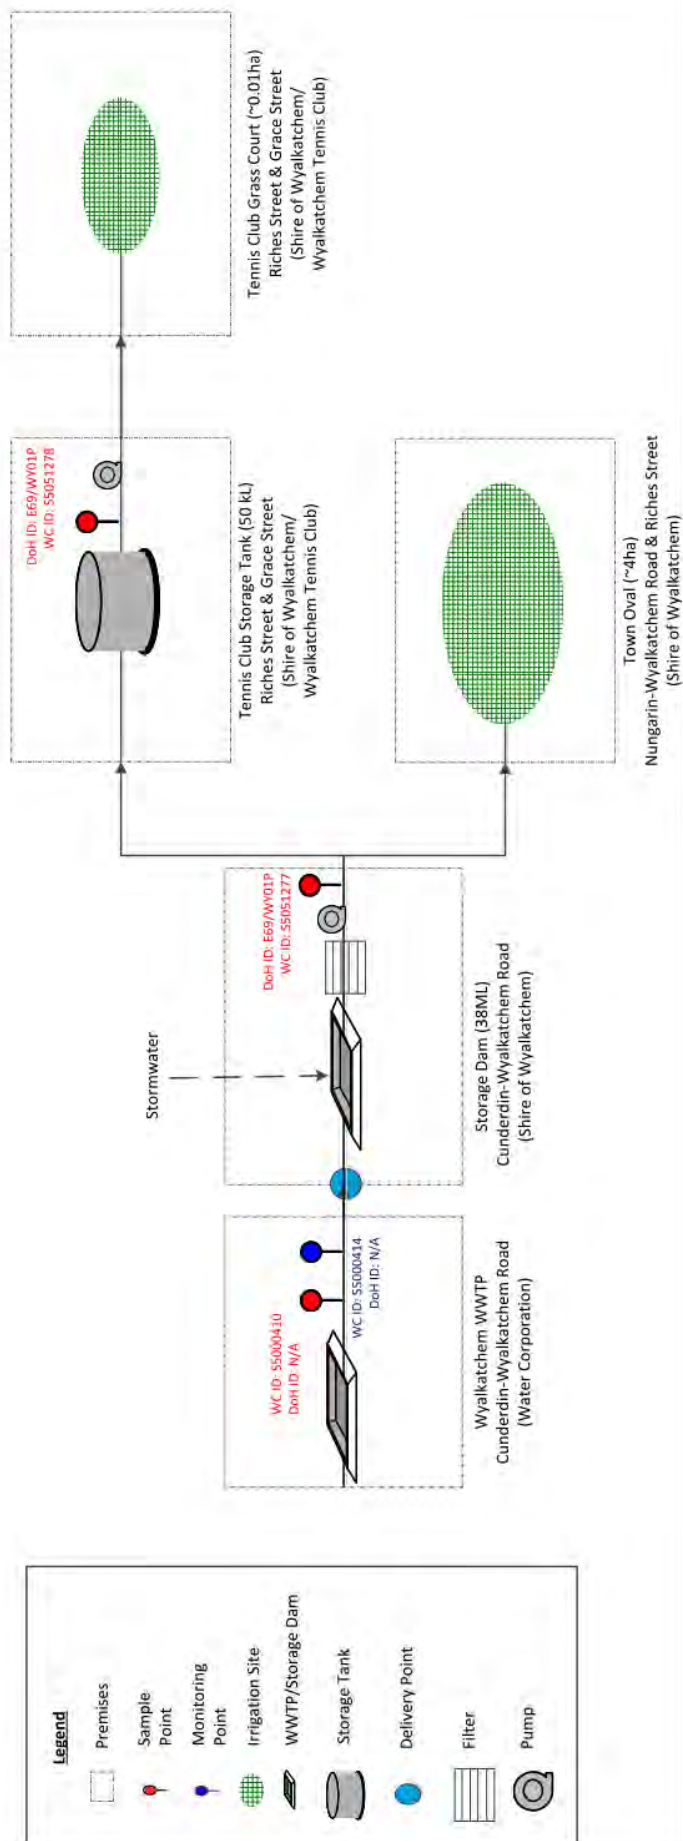 Legend
Premises
Sample
Point
Monitoring
Point
Irrigation Site
WWTP/Storage Dam
Storage Tank
Delivery Point
Filter
Pump
WC ID: S5000410
DoH ID: N/A
WC ID: S5000414
DoH ID: N/A
Wyalkatchem WWTP
Cunderdin-Wyalkatchem Road
(Water Corporation)
Stormwater
DoH ID: E69/WY01P
WC ID: S5051277
Storage Dam (38ML)
Cunderdin-Wyalkatchem Road
(Shire of Wyalkatchem)
DoH ID: E69/WY01P
WC ID: S5051278
Tennis Club Storage Tank (50 kL)
Riches Street & Grace Street
(Shire of Wyalkatchem/
Wyalkatchem Tennis Club)
Tennis Club Grass Court (~0.01ha)
Riches Street & Grace Street
(Shire of Wyalkatchem/
Wyalkatchem Tennis Club)
Town Oval (~4ha)
Nungarin-Wyalkatchem Road & Riches Street
(Shire of Wyalkatchem)